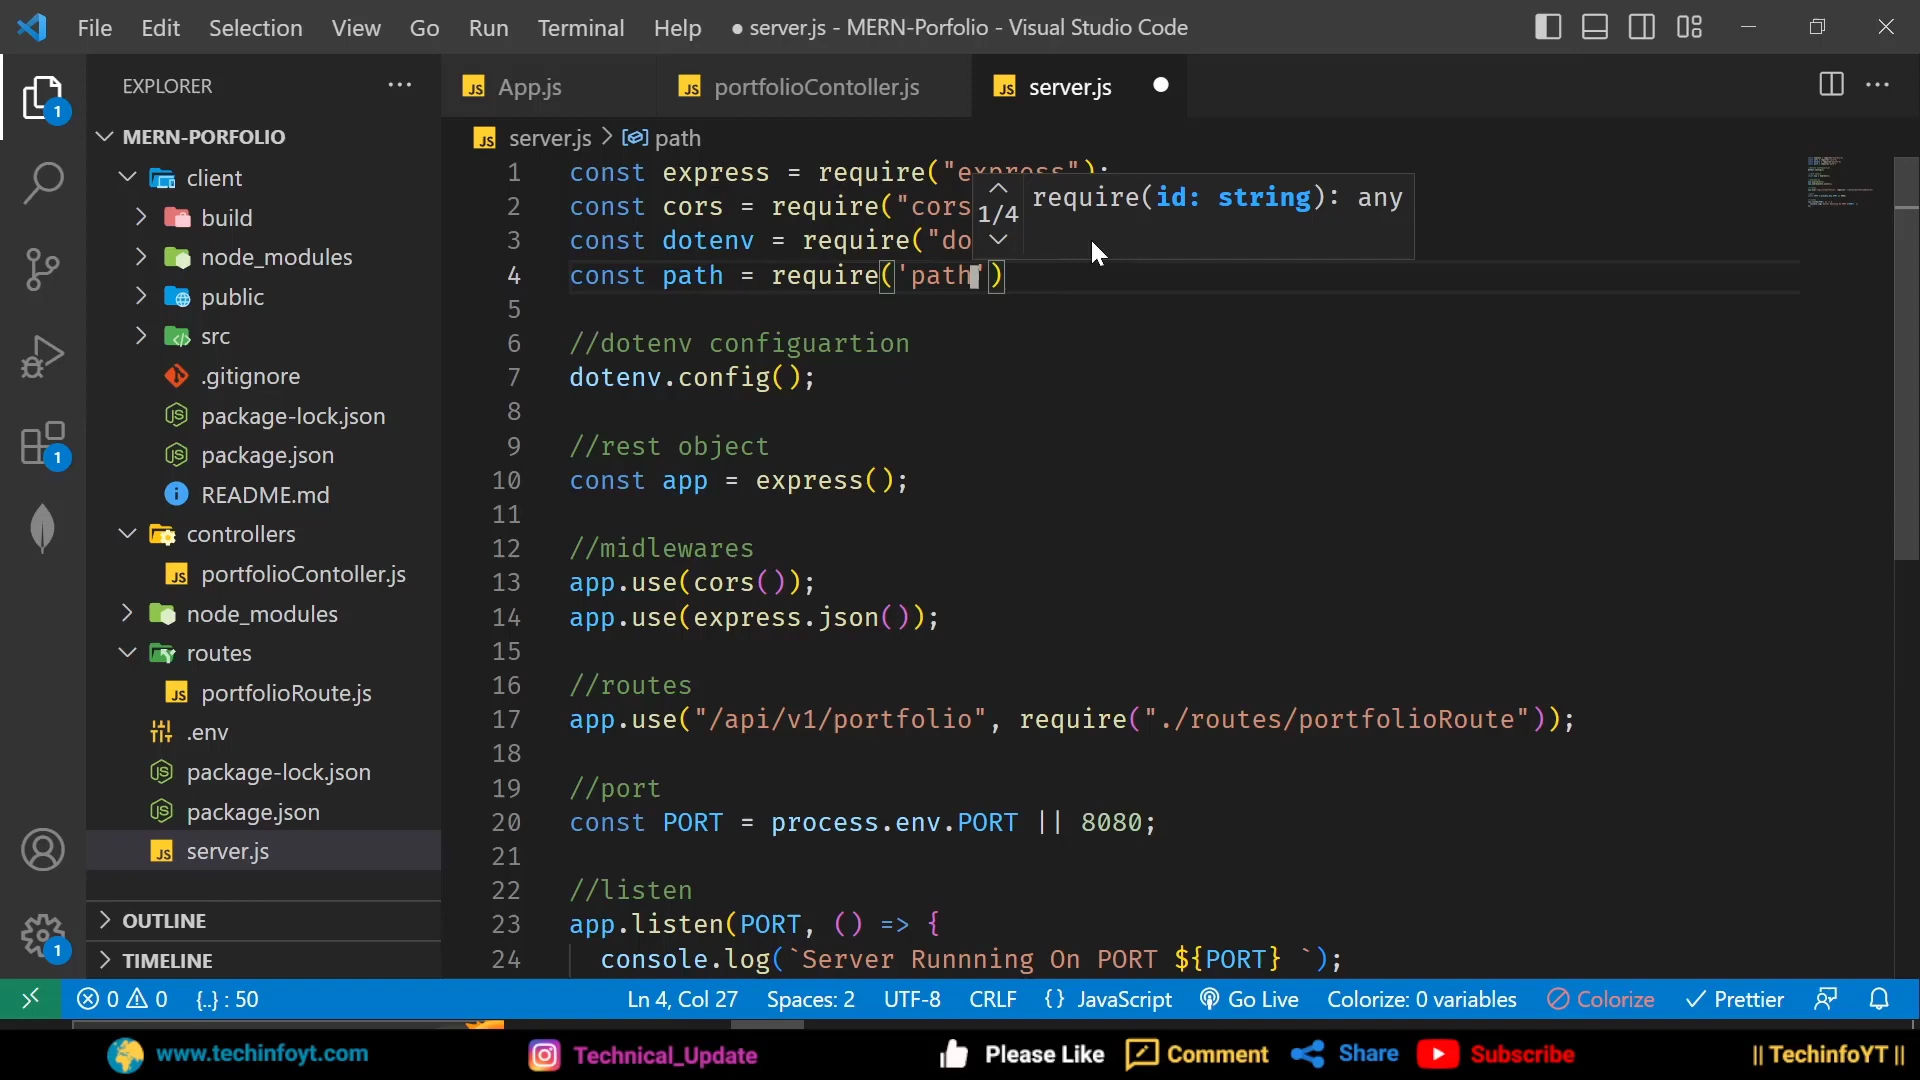 File Edit Selection View Go Run Terminal Help ● server.js - MERN-Porfolio - Visual Studio Code
EXPLORER ···
MERN-PORFOLIO
client
build
node_modules
public
src
.gitignore
package-lock.json
package.json
README.md
controllers
portfolioContoller.js
node_modules
routes
portfolioRoute.js
.env
package-lock.json
package.json
server.js
OUTLINE
TIMELINE
1
1
1
App.js portfolioContoller.js server.js
server.js > path
1 const express = require("express");
2 const cors = require("cors
3 const dotenv = require("do
4 const path = require('path')
require(id: string): any
1/4
5
6 //dotenv configuartion
7 dotenv.config();
8
9 //rest object
10 const app = express();
11
12 //midlewares
13 app.use(cors());
14 app.use(express.json());
15
16 //routes
17 app.use("/api/v1/portfolio", require("./routes/portfolioRoute"));
18
19 //port
20 const PORT = process.env.PORT || 8080;
21
22 //listen
23 app.listen(PORT, () => {
24 console.log(`Server Runnning On PORT ${PORT} `);
0 0 {..} : 50 Ln 4, Col 27 Spaces: 2 UTF-8 CRLF {} JavaScript Go Live Colorize: 0 variables Colorize Prettier
www.techinfoyt.com Technical_Update Please Like Comment Share Subscribe || TechinfoYT ||